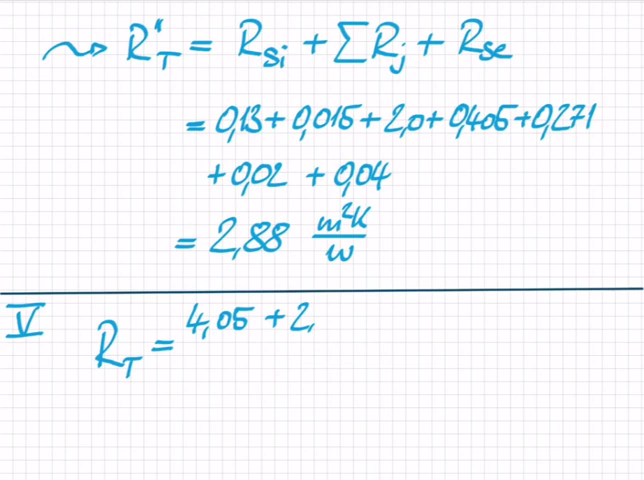 ⤳ R"T = Rsi + ∑Rj + Rse
= 0,13 + 0,015 + 2,0 + 0,405 + 0,271
+ 0,02 + 0,04
= 2,88 m²K/W
V RT = 4,05 + 2,